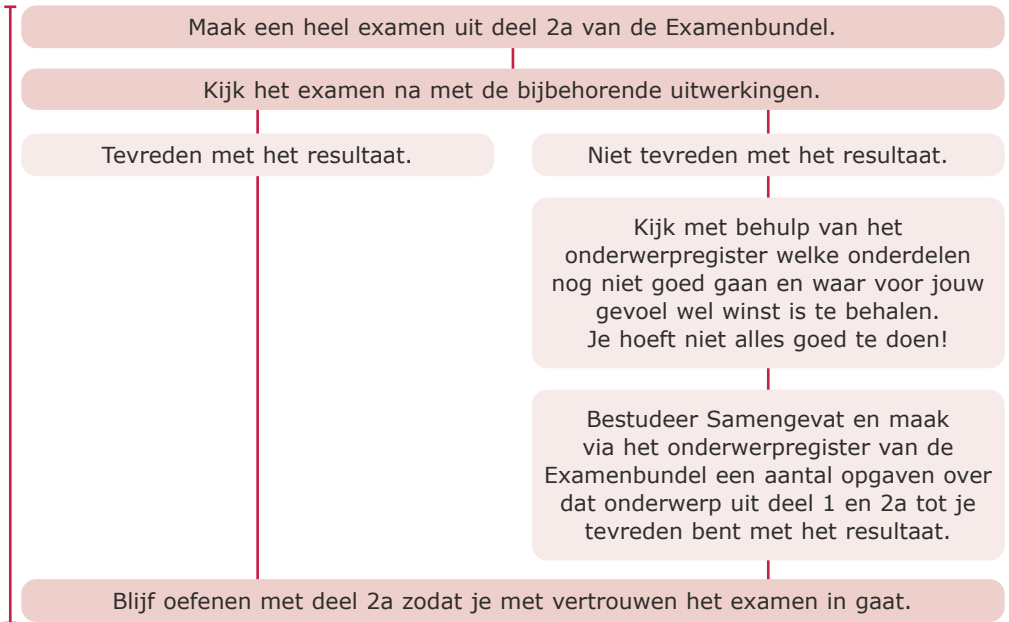 Maak een heel examen uit deel 2a van de Examenbundel.
Kijk het examen na met de bijbehorende uitwerkingen.
Tevreden met het resultaat.
Niet tevreden met het resultaat.
Kijk met behulp van het
onderwerpregister welke onderdelen
nog niet goed gaan en waar voor jouw
gevoel wel winst is te behalen.
Je hoeft niet alles goed te doen!
Bestudeer Samengevat en maak
via het onderwerpregister van de
Examenbundel een aantal opgaven over
dat onderwerp uit deel 1 en 2a tot je
tevreden bent met het resultaat.
Blijf oefenen met deel 2a zodat je met vertrouwen het examen in gaat.